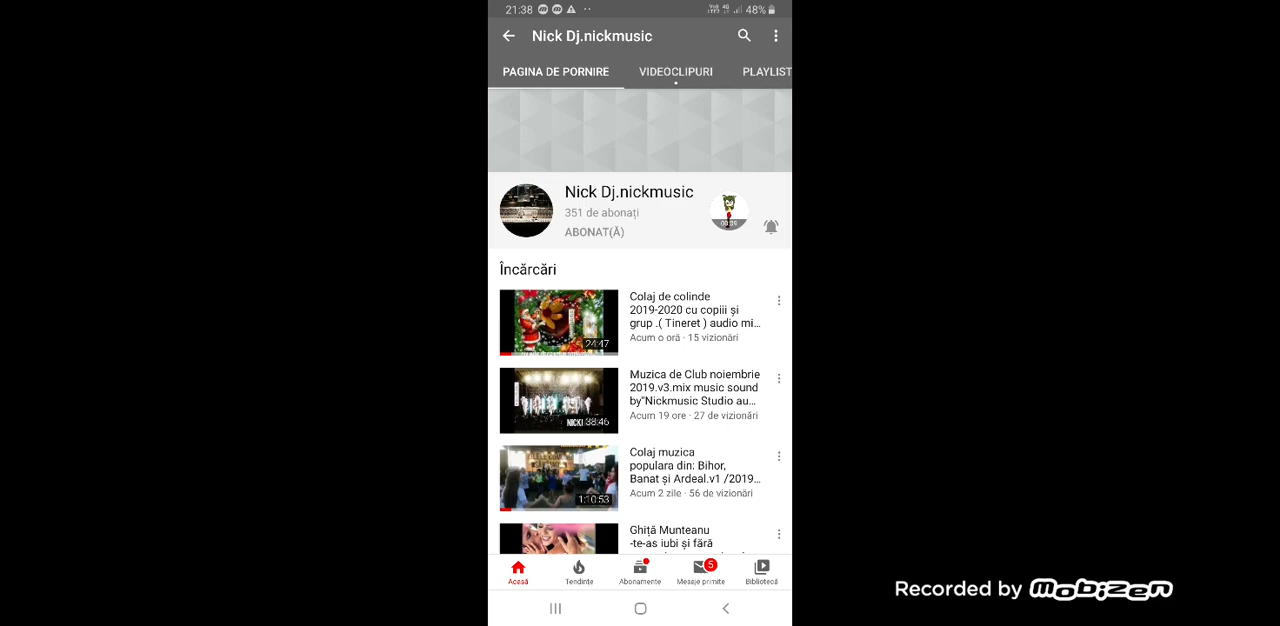 21:38 48%
Nick Dj.nickmusic
PAGINA DE PORNIRE VIDEOCLIPURI PLAYLIST
Nick Dj.nickmusic
351 de abonați
ABONAT(Ă)
00:09
Încărcări
Colaj de colinde
2019-2020 cu copiii și
grup .( Tineret ) audio mi...
Acum o oră · 15 vizionări
24:47
Muzica de Club noiembrie
2019.v3.mix music sound
by"Nickmusic Studio au...
Acum 19 ore · 27 de vizionări
NICKI 38:46
Colaj muzica
populara din: Bihor,
Banat și Ardeal.v1 /2019...
Acum 2 zile · 56 de vizionări
1:10:53
Ghiță Munteanu
-te-as iubi și fără
5
Acasă Tendințe Abonamente Mesaje primite Bibliotecă
Recorded by mobizen